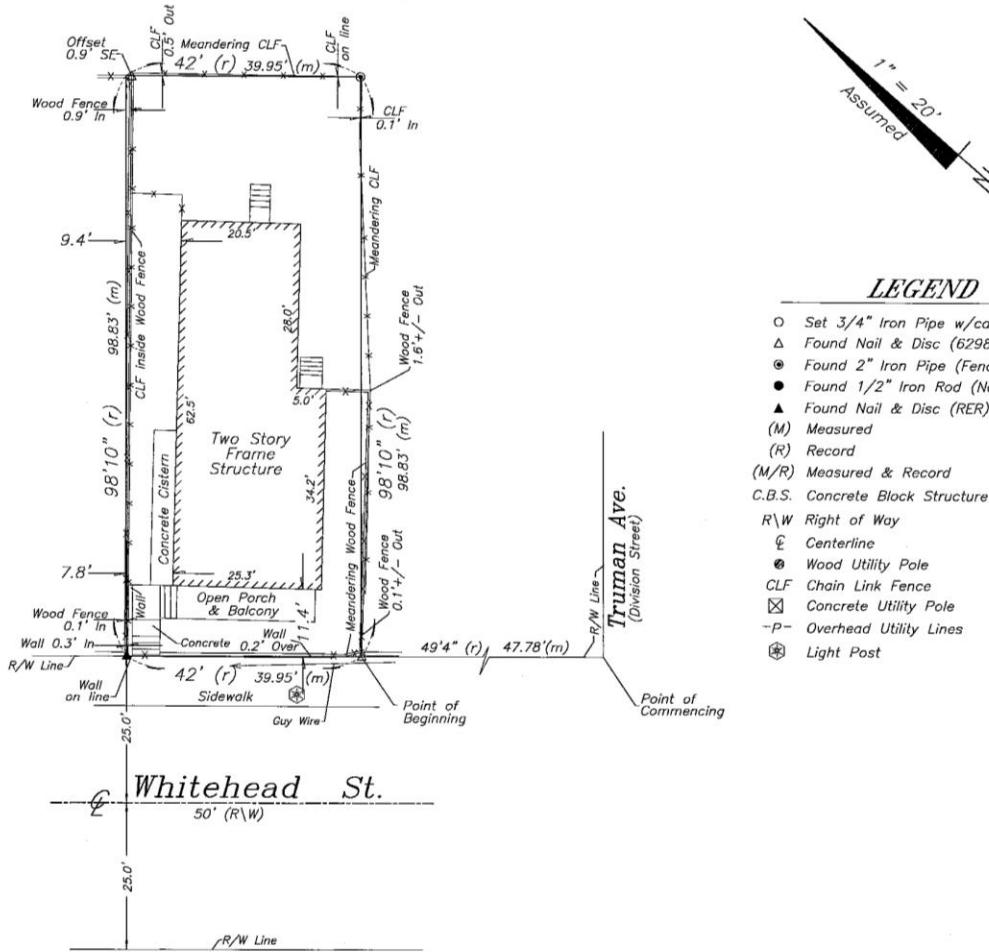 Offset
0.9' SE
CLF
0.5' Out
Meandering CLF
CLF
on line
42' (r) 39.95' (m)
Wood Fence
0.9' In
CLF
0.1' In
1" = 20'
Assumed
N
Meandering CLF
20.5'
9.4'
CLF inside Wood Fence
98.83' (m)
98'10" (r)
28.0'
Wood Fence
1.6'+/- Out
5.0'
62.5'
Two Story
Frame
Structure
34.2'
98'10" (r)
98.83' (m)
Concrete Cistern
Meandering Wood Fence
Wood Fence
0.1'+/- Out
7.8'
25.3'
Wall
Open Porch
& Balcony
11.4'
Wood Fence
0.1' In
Wall 0.3' In
Concrete
Wall
0.2' Over
R/W Line
42' (r) 39.95' (m)
49'4" (r) 47.78'(m)
Wall
on line
Sidewalk
Guy Wire
Point of
Beginning
Point of
Commencing
R/W Line
Truman Ave.
(Division Street)
25.0'
Whitehead St.
℄
50' (R\W)
25.0'
R/W Line
LEGEND
Set 3/4" Iron Pipe w/ca
Found Nail & Disc (6298
Found 2" Iron Pipe (Fenc
Found 1/2" Iron Rod (No
Found Nail & Disc (RER)
(M) Measured
(R) Record
(M/R) Measured & Record
C.B.S. Concrete Block Structure
R\W Right of Way
℄ Centerline
Wood Utility Pole
CLF Chain Link Fence
Concrete Utility Pole
-P- Overhead Utility Lines
Light Post